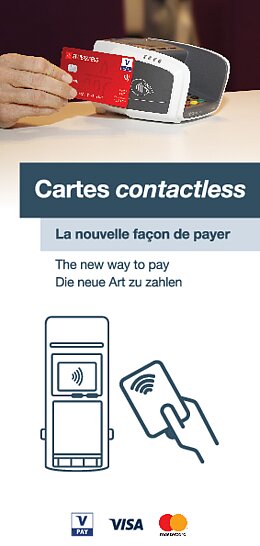 Cartes contactless
La nouvelle façon de payer
The new way to pay
Die neue Art zu zahlen
V
PAY
VISA
mastercard